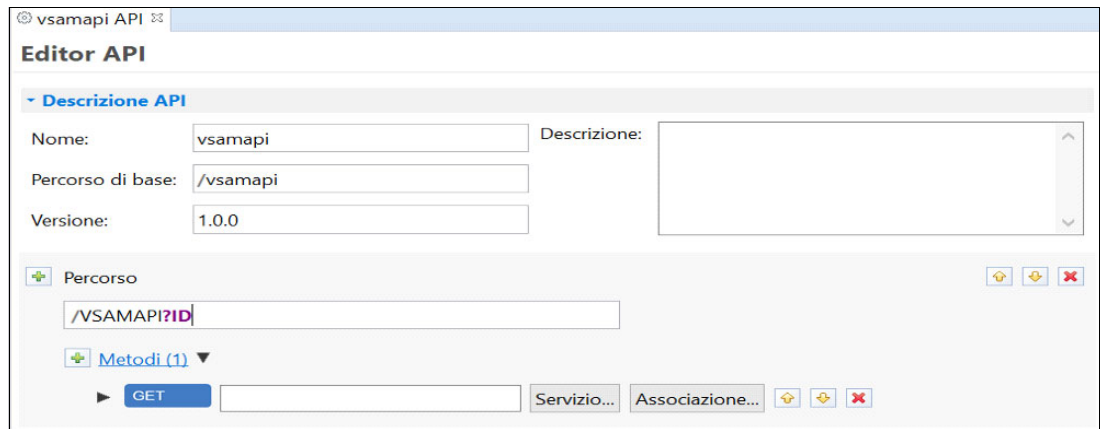 vsamapi API
Editor API
Descrizione API
Nome: vsamapi Descrizione:
Percorso di base: /vsamapi
Versione: 1.0.0
Percorso
/VSAMAPI?ID
Metodi (1)
GET Servizio... Associazione...